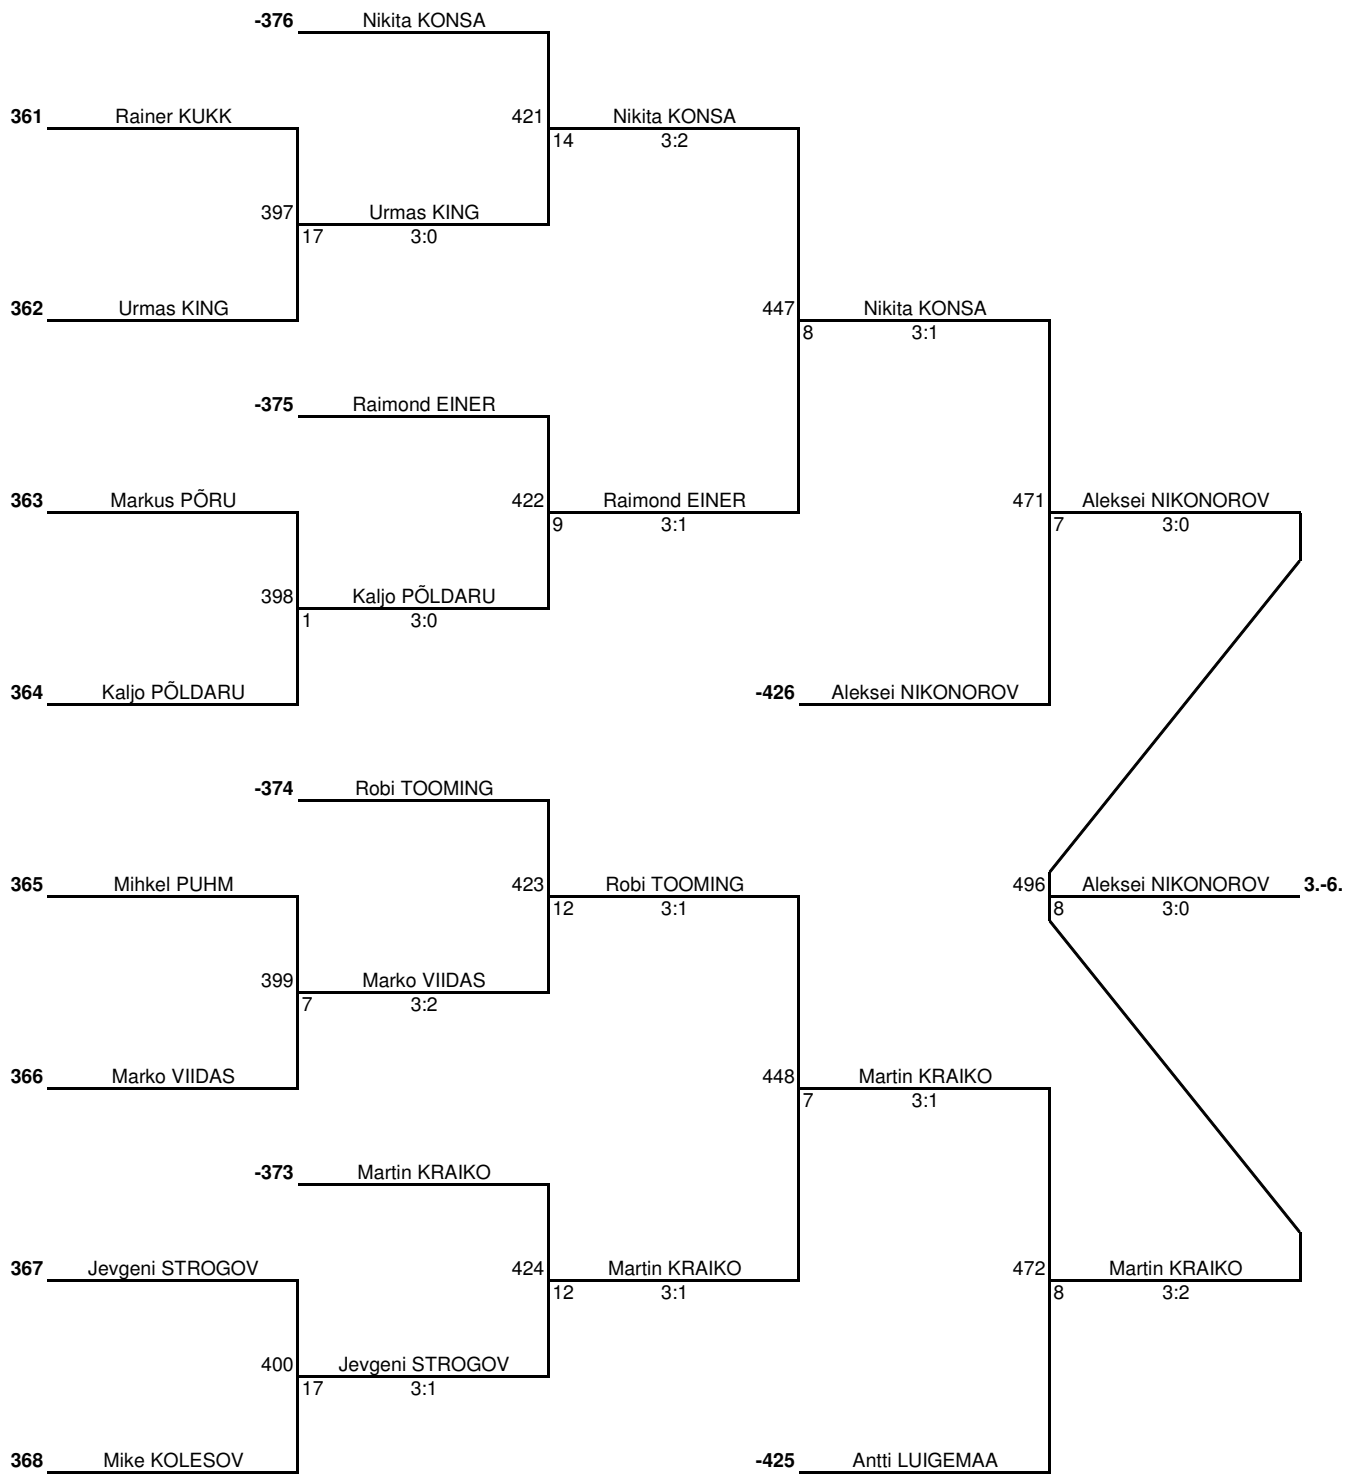 -376 Nikita KONSA
361 Rainer KUKK 421 Nikita KONSA
14 3:2
397 Urmas KING
17 3:0
362 Urmas KING 447 Nikita KONSA
8 3:1
-375 Raimond EINER
363 Markus PÕRU 422 Raimond EINER 471 Aleksei NIKONOROV
9 3:1 7 3:0
398 Kaljo PÕLDARU
1 3:0
364 Kaljo PÕLDARU -426 Aleksei NIKONOROV
-374 Robi TOOMING
365 Mihkel PUHM 423 Robi TOOMING 496 Aleksei NIKONOROV 3.-6.
12 3:1 8 3:0
399 Marko VIIDAS
7 3:2
366 Marko VIIDAS 448 Martin KRAIKO
7 3:1
-373 Martin KRAIKO
367 Jevgeni STROGOV 424 Martin KRAIKO 472 Martin KRAIKO
12 3:1 8 3:2
400 Jevgeni STROGOV
17 3:1
368 Mike KOLESOV -425 Antti LUIGEMAA